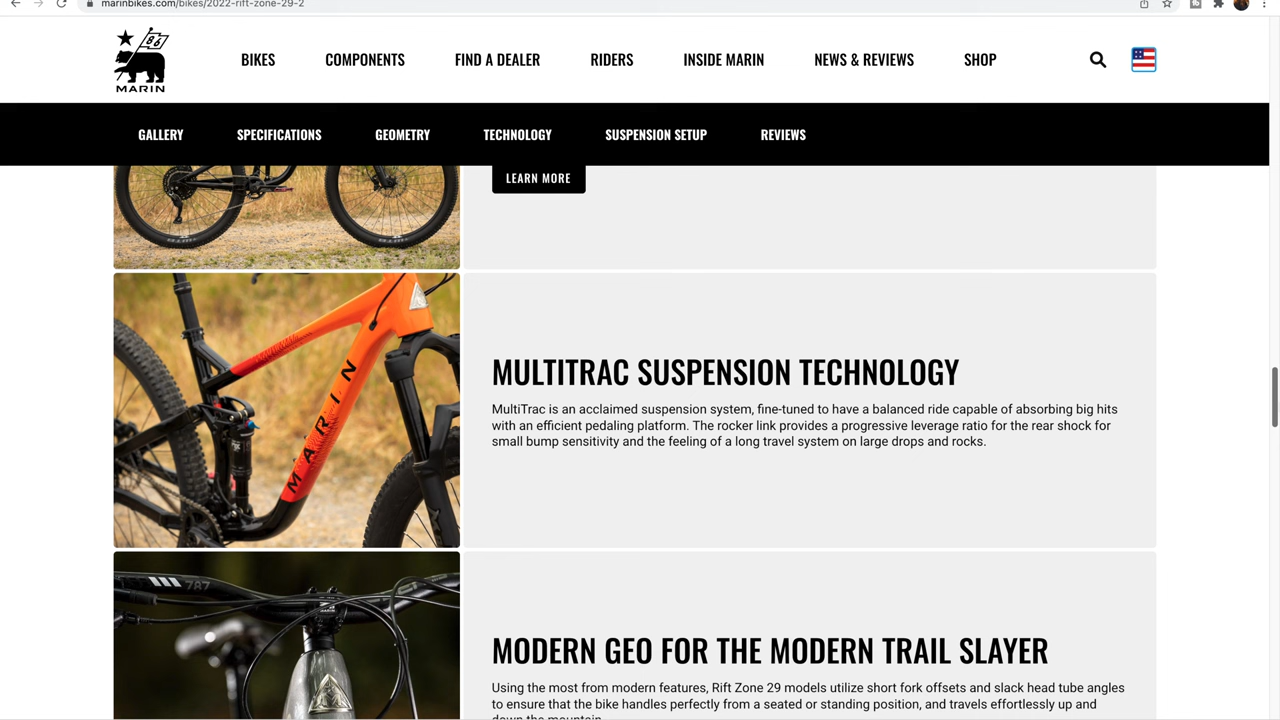 marinbikes.com/bikes/2022-rift-zone-29-2
86
MARIN
BIKES
COMPONENTS
FIND A DEALER
RIDERS
INSIDE MARIN
NEWS & REVIEWS
SHOP
GALLERY
SPECIFICATIONS
GEOMETRY
TECHNOLOGY
SUSPENSION SETUP
REVIEWS
LEARN MORE
MARIN
MULTITRAC SUSPENSION TECHNOLOGY
MultiTrac is an acclaimed suspension system, fine-tuned to have a balanced ride capable of absorbing big hits
with an efficient pedaling platform. The rocker link provides a progressive leverage ratio for the rear shock for
small bump sensitivity and the feeling of a long travel system on large drops and rocks.
787
MARIN
MODERN GEO FOR THE MODERN TRAIL SLAYER
Using the most from modern features, Rift Zone 29 models utilize short fork offsets and slack head tube angles
to ensure that the bike handles perfectly from a seated or standing position, and travels effortlessly up and
down the mountain.